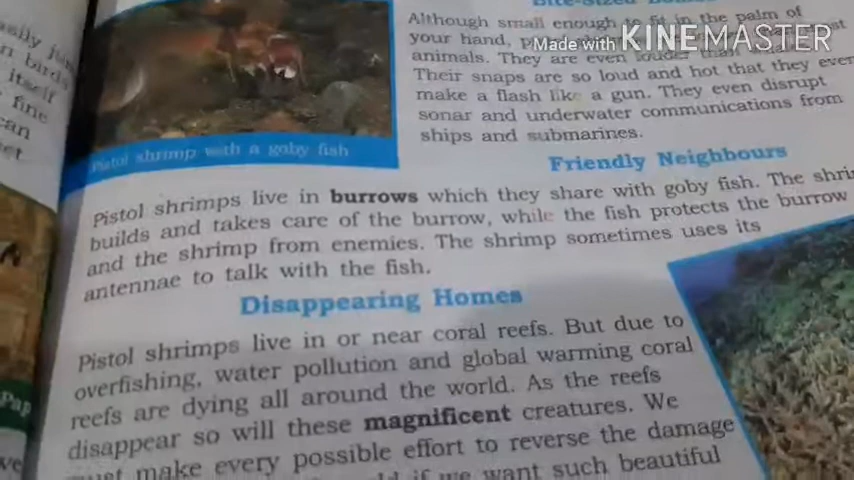 Although small enough to fit in the palm of
your hand,
animals. They are even louder than
Their snaps are so loud and hot that they even
make a flash like a gun. They even disrupt
sonar and underwater communications from
ships and submarines.
Made with KINEMASTER
Pistol shrimp with a goby fish
Friendly Neighbours
Pistol shrimps live in burrows which they share with goby fish. The
builds and takes care of the burrow, while the fish protects the burrow
and the shrimp from enemies. The shrimp sometimes uses its
antennae to talk with the fish.
Disappearing Homes
Pistol shrimps live in or near coral reefs. But due to
overfishing, water pollution and global warming coral
reefs are dying all around the world. As the reefs
disappear so will these magnificent creatures. We
must make every possible effort to reverse the damage
if we want such beautiful
itself
fine
can
Pap